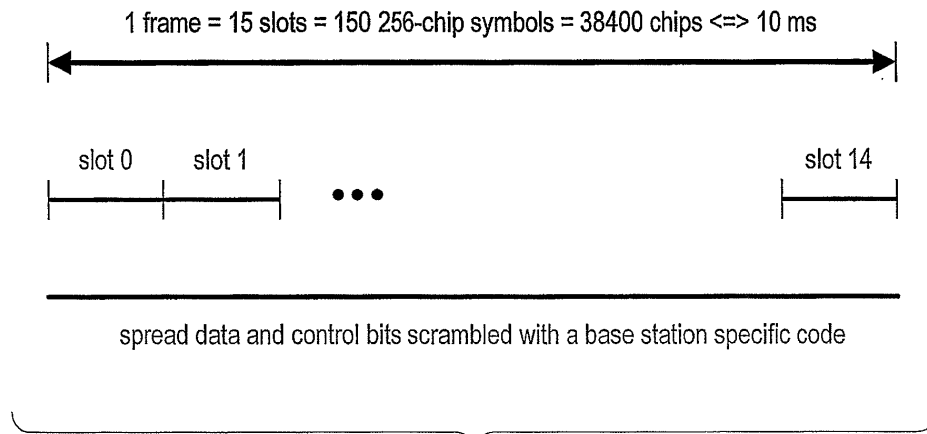 1 frame = 15 slots = 150 256-chip symbols = 38400 chips <=> 10 ms
slot 0 slot 1 slot 14
spread data and control bits scrambled with a base station specific code